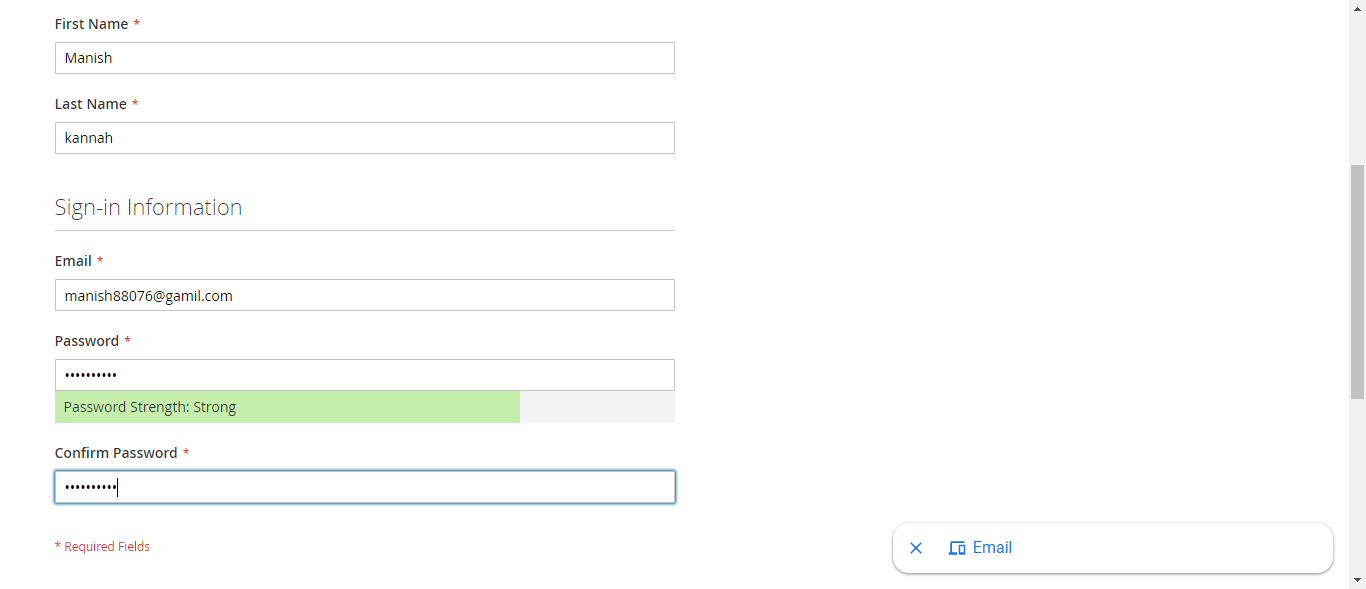 First Name *
Manish
Last Name *
kannah
Sign-in Information
Email *
manish88076@gamil.com
Password *
••••••••••
Password Strength: Strong
Confirm Password *
••••••••••
* Required Fields
Email